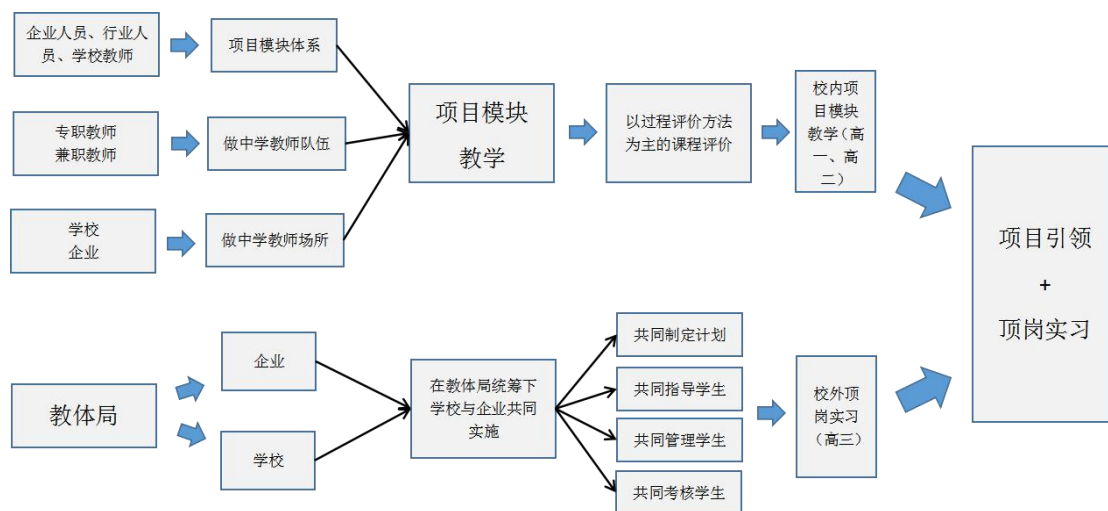 企业人员、行业人
员、学校教师
项目模块体系
专职教师
兼职教师
做中学教师队伍
学校
企业
做中学教师场所
项目模块
教学
以过程评价方法
为主的课程评价
校内项
目模块
教学（高
一、高
二）
项目引领
+
顶岗实习
教体局
企业
学校
在教体局统筹下
学校与企业共同
实施
共同制定计划
共同指导学生
共同管理学生
共同考核学生
校外顶
岗实习
（高三）